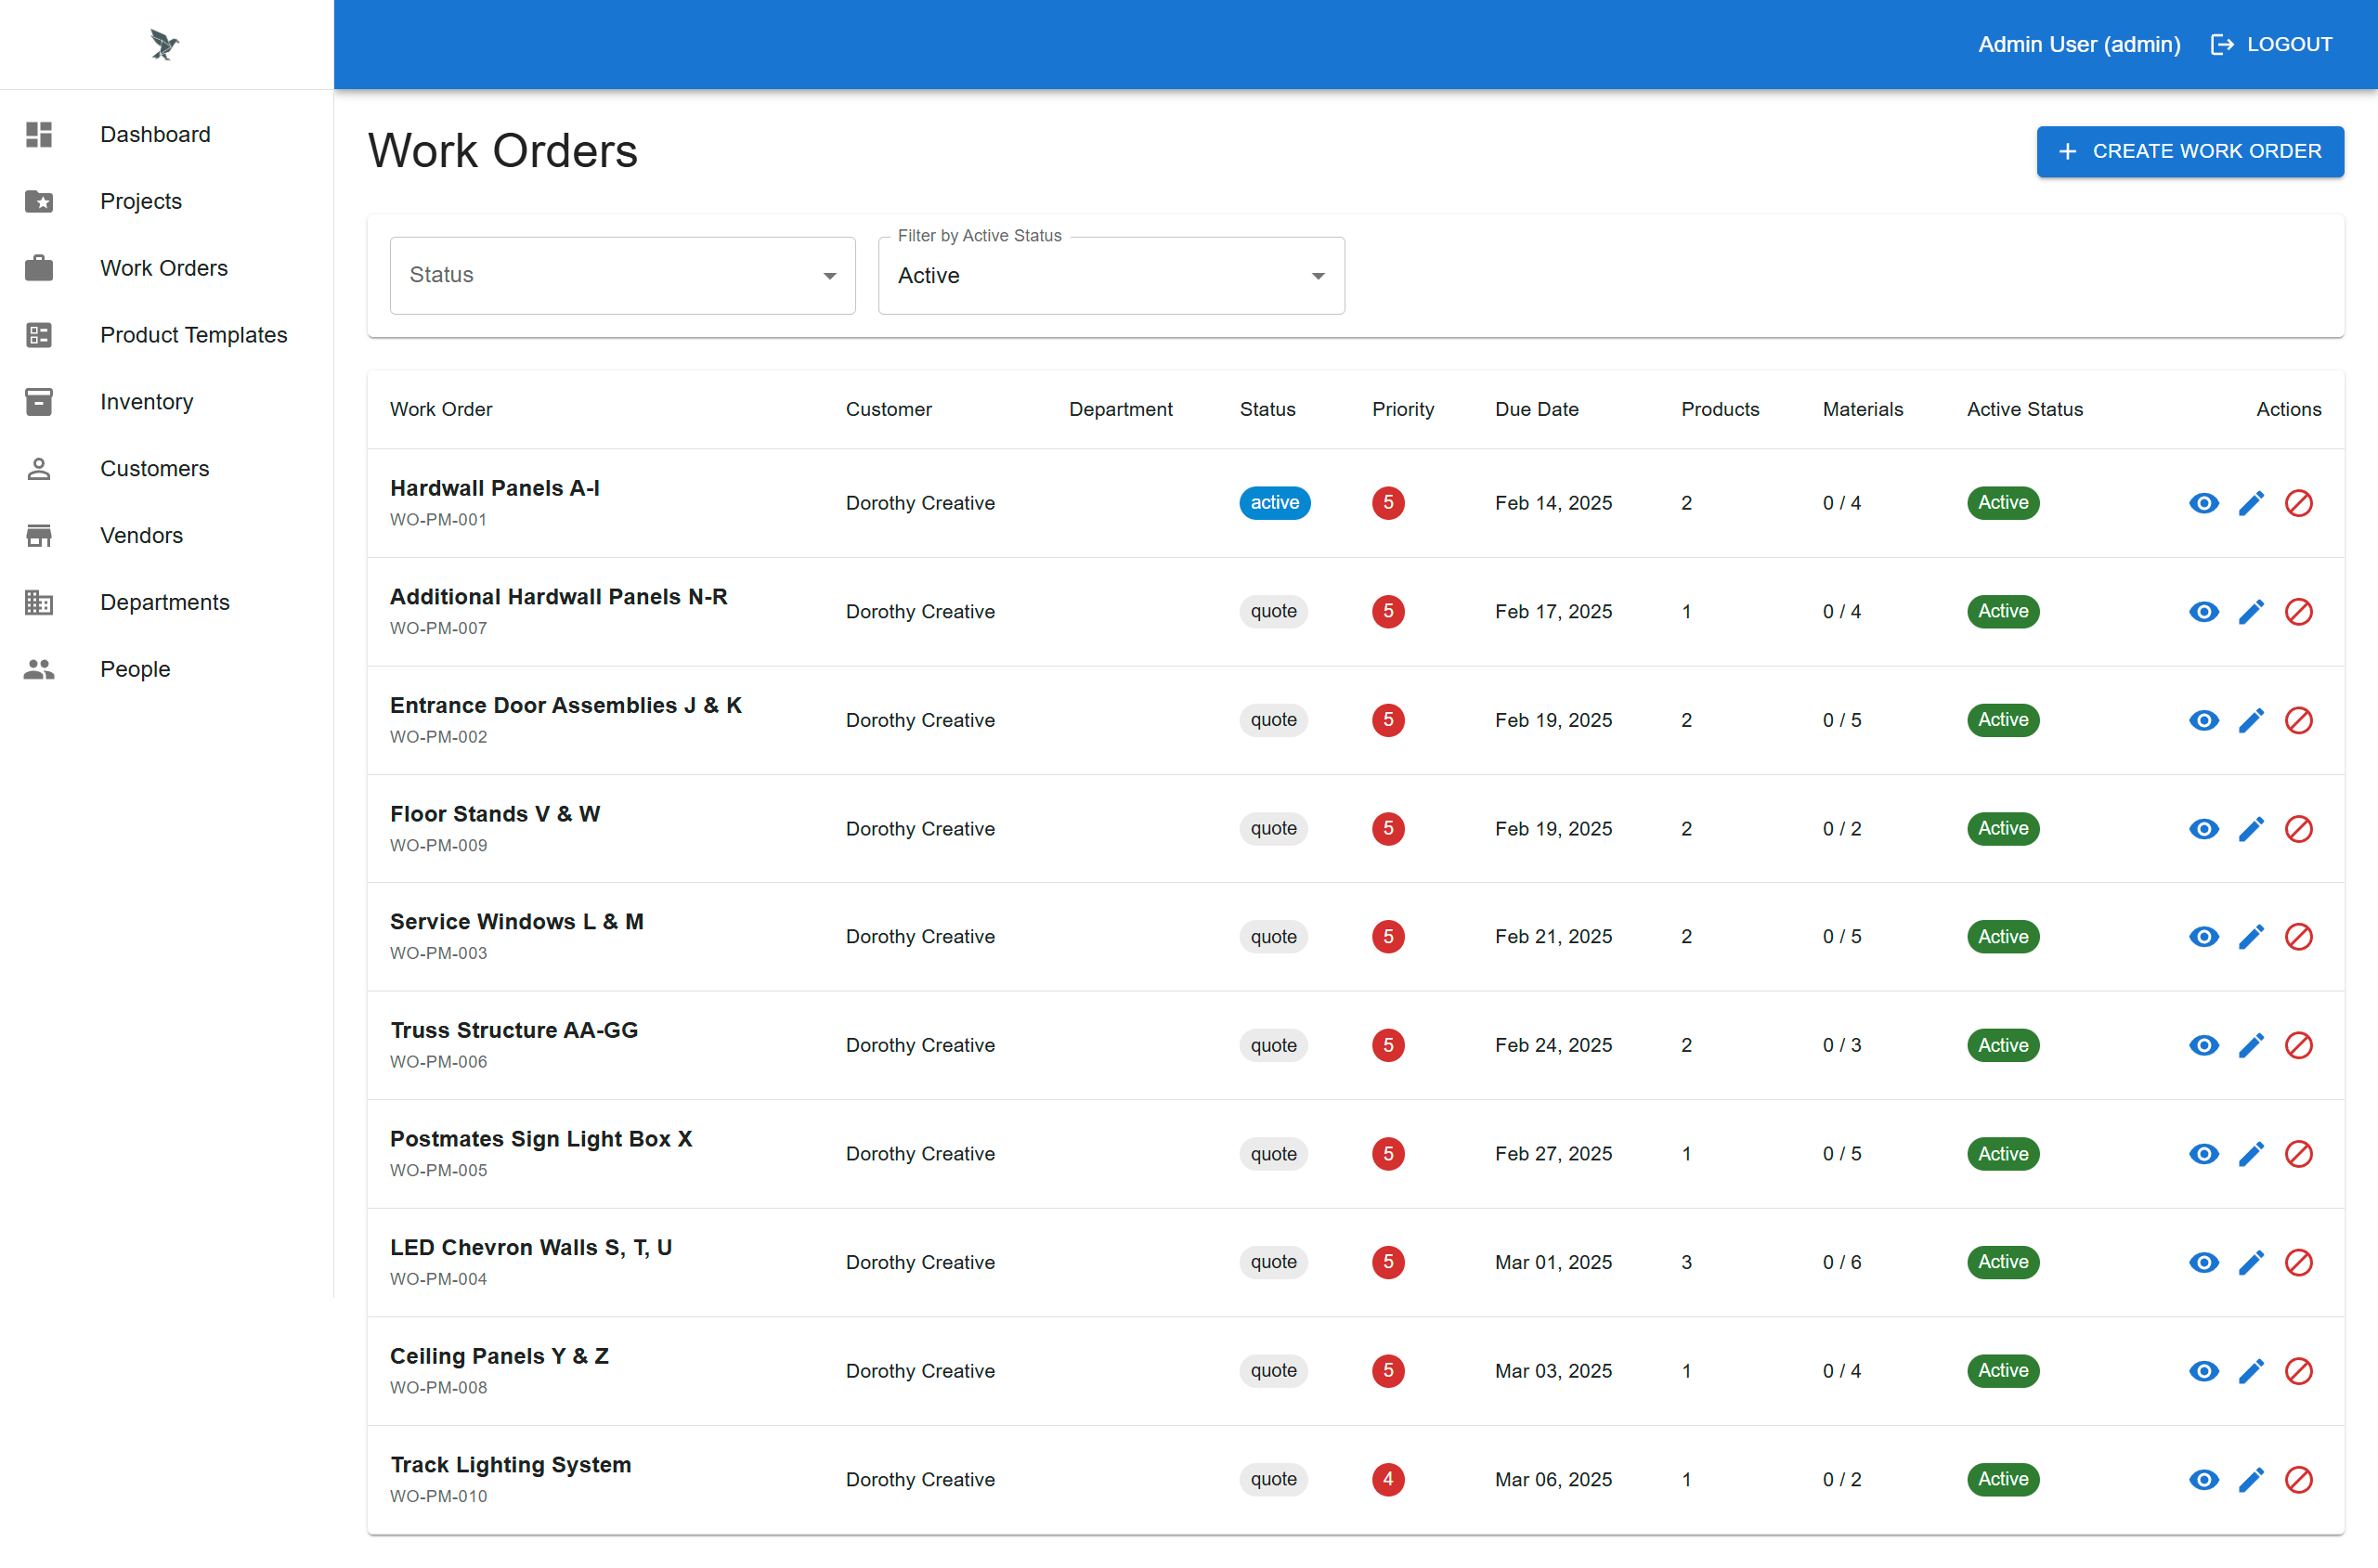 Admin User (admin) LOGOUT
Dashboard
Projects
Work Orders
Product Templates
Inventory
Customers
Vendors
Departments
People
Work Orders
CREATE WORK ORDER
Status
Filter by Active Status
Active
Work Order Customer Department Status Priority Due Date Products Materials Active Status Actions
Hardwall Panels A-I
WO-PM-001
Dorothy Creative active 5 Feb 14, 2025 2 0 / 4 Active
Additional Hardwall Panels N-R
WO-PM-007
Dorothy Creative quote 5 Feb 17, 2025 1 0 / 4 Active
Entrance Door Assemblies J & K
WO-PM-002
Dorothy Creative quote 5 Feb 19, 2025 2 0 / 5 Active
Floor Stands V & W
WO-PM-009
Dorothy Creative quote 5 Feb 19, 2025 2 0 / 2 Active
Service Windows L & M
WO-PM-003
Dorothy Creative quote 5 Feb 21, 2025 2 0 / 5 Active
Truss Structure AA-GG
WO-PM-006
Dorothy Creative quote 5 Feb 24, 2025 2 0 / 3 Active
Postmates Sign Light Box X
WO-PM-005
Dorothy Creative quote 5 Feb 27, 2025 1 0 / 5 Active
LED Chevron Walls S, T, U
WO-PM-004
Dorothy Creative quote 5 Mar 01, 2025 3 0 / 6 Active
Ceiling Panels Y & Z
WO-PM-008
Dorothy Creative quote 5 Mar 03, 2025 1 0 / 4 Active
Track Lighting System
WO-PM-010
Dorothy Creative quote 4 Mar 06, 2025 1 0 / 2 Active